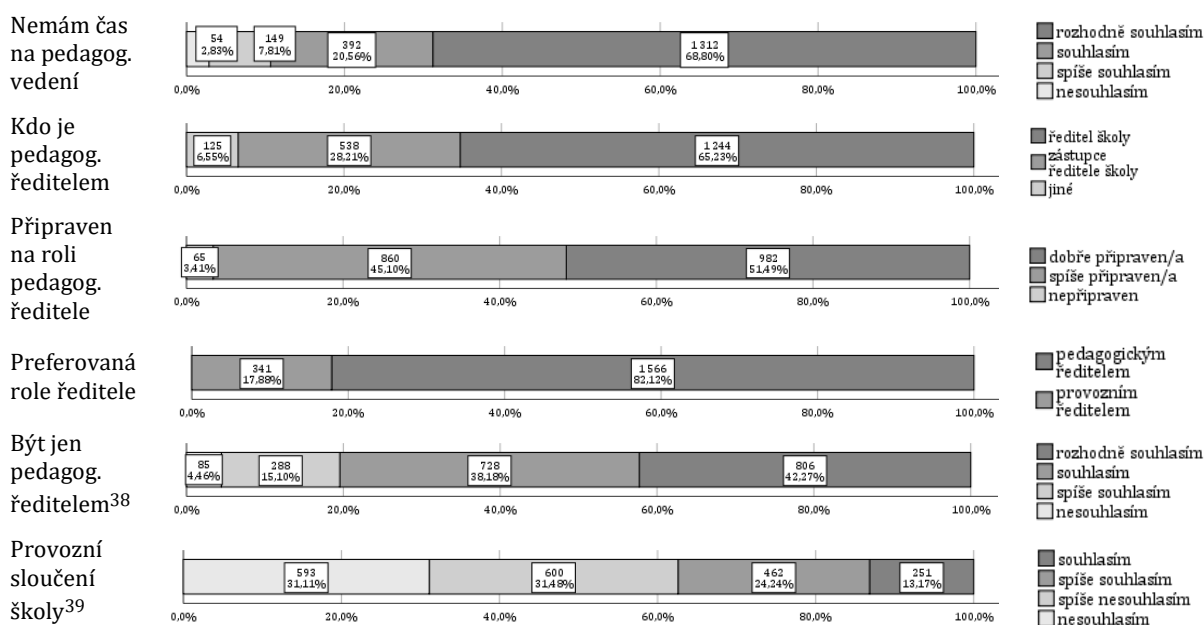 Nemám čas
na pedagog.
vedení
54
2,83%
149
7,81%
392
20,56%
1 312
68,80%
0,0%
20,0%
40,0%
60,0%
80,0%
100,0%
rozhodně souhlasím
souhlasím
spíše souhlasím
nesouhlasím
Kdo je
pedagog.
ředitelem
125
6,55%
538
28,21%
1 244
65,23%
0,0%
20,0%
40,0%
60,0%
80,0%
100,0%
ředitel školy
zástupce
ředitele školy
jiné
Připraven
na roli
pedagog.
ředitele
65
3,41%
860
45,10%
982
51,49%
0,0%
20,0%
40,0%
60,0%
80,0%
100,0%
dobře připraven/a
spíše připraven/a
nepřipraven
Preferovaná
role ředitele
341
17,88%
1 566
82,12%
0,0%
20,0%
40,0%
60,0%
80,0%
100,0%
pedagogickým
ředitelem
provozním
ředitelem
Být jen
pedagog.
ředitelem38
85
4,46%
288
15,10%
728
38,18%
806
42,27%
0,0%
20,0%
40,0%
60,0%
80,0%
100,0%
rozhodně souhlasím
souhlasím
spíše souhlasím
nesouhlasím
Provozní
sloučení
školy39
593
31,11%
600
31,48%
462
24,24%
251
13,17%
0,0%
20,0%
40,0%
60,0%
80,0%
100,0%
souhlasím
spíše souhlasím
spíše nesouhlasím
nesouhlasím